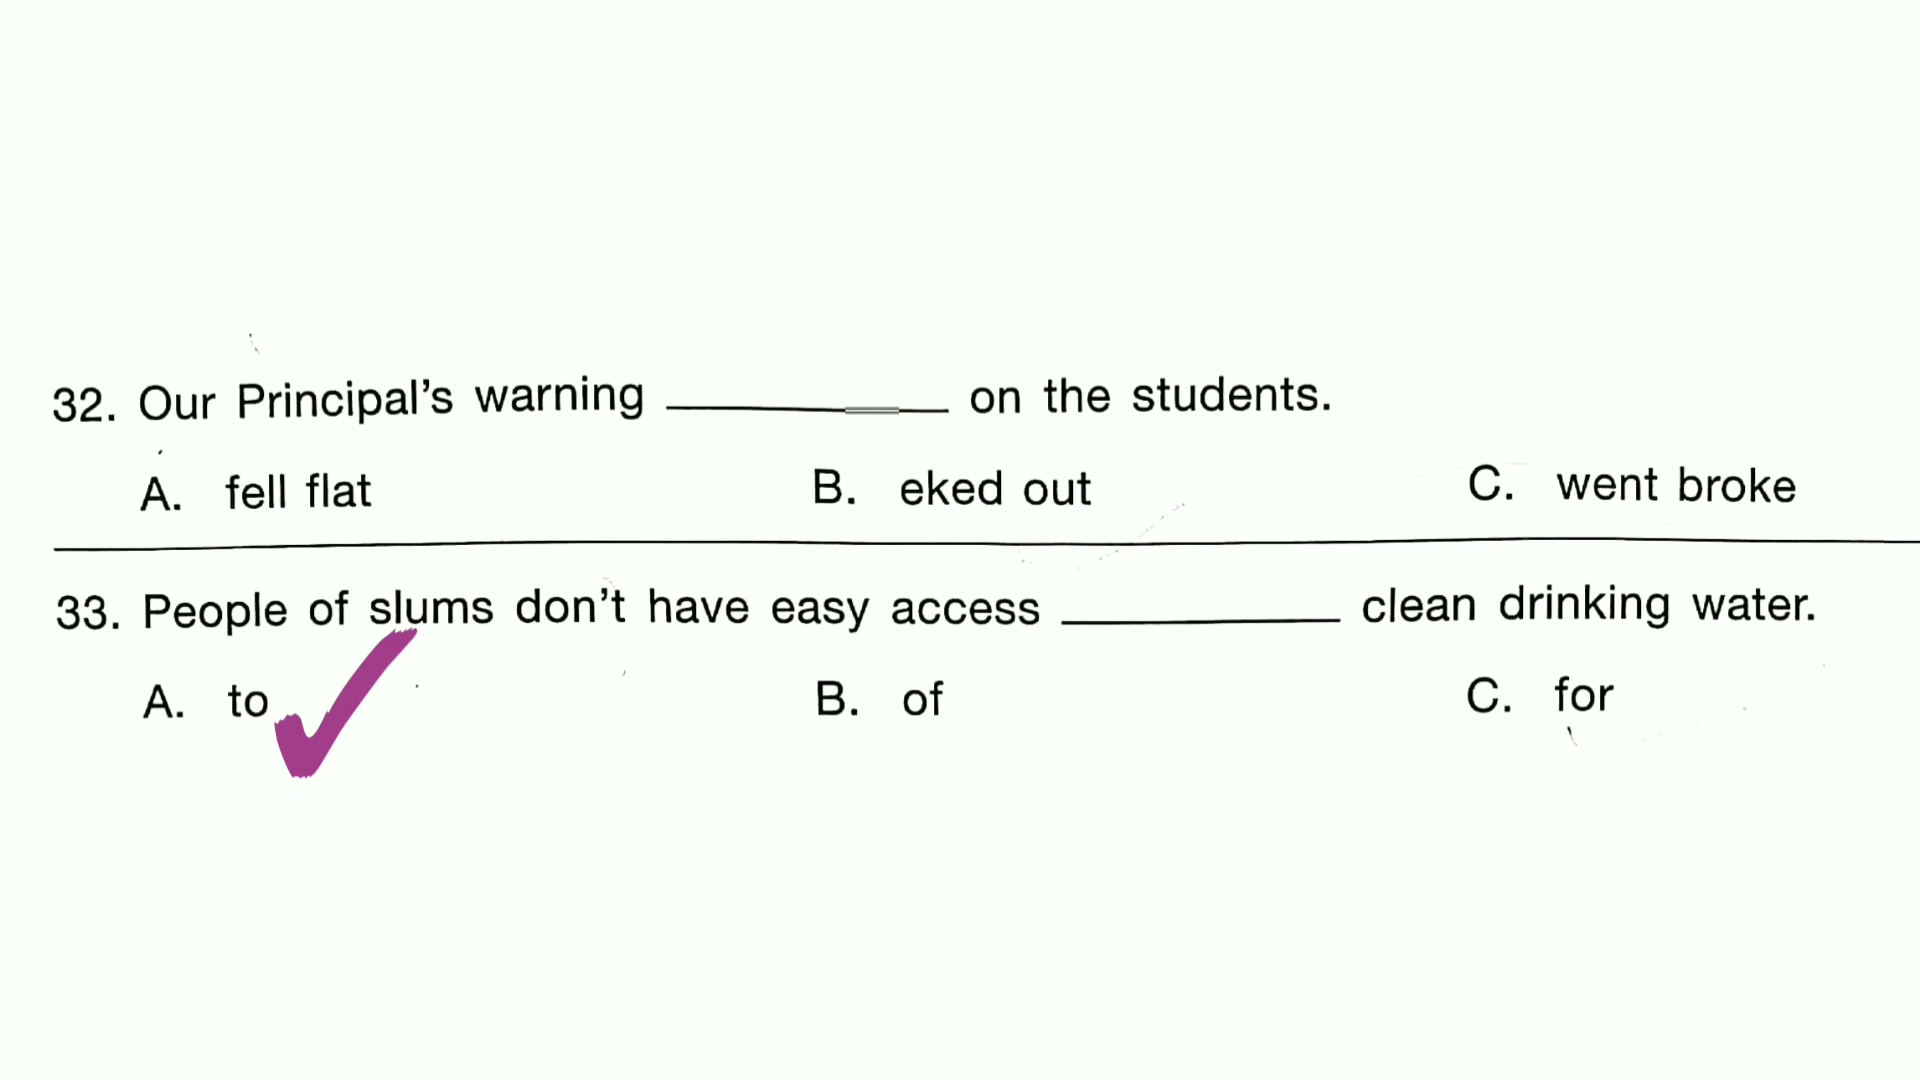 32. Our Principal's warning __________ on the students.
A. fell flat B. eked out C. went broke
33. People of slums don't have easy access __________ clean drinking water.
A. to B. of C. for